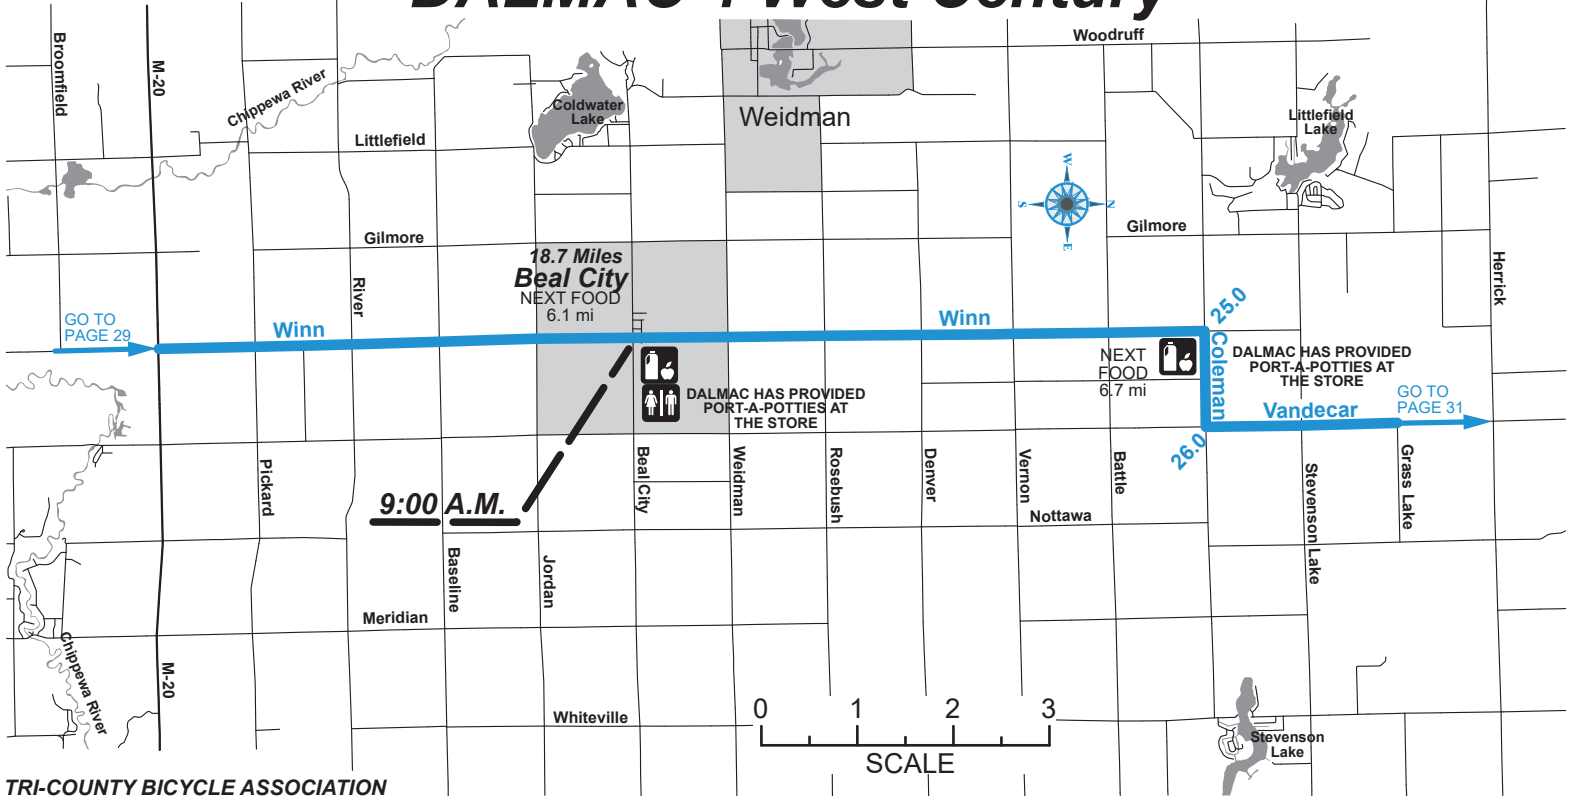 DALMAC 4 West Century
Woodruff
Broomfield
M-20
Chippewa River
Coldwater
Lake
Weidman
Littlefield
Lake
Littlefield
W
S
N
E
Gilmore
Gilmore
18.7 Miles
Beal City
NEXT FOOD
6.1 mi
River
Herrick
GO TO
PAGE 29
Winn
Winn
25.0
Coleman
NEXT
FOOD
6.7 mi
DALMAC HAS PROVIDED
PORT-A-POTTIES AT
THE STORE
DALMAC HAS PROVIDED
PORT-A-POTTIES AT
THE STORE
Vandecar
GO TO
PAGE 31
26.0
Pickard
Beal City
Weidman
Rosebush
Denver
Vernon
Battle
Stevenson Lake
Grass Lake
9:00 A.M.
Nottawa
Baseline
Jordan
Meridian
Chippewa River
M-20
Whiteville
0 1 2 3
SCALE
Stevenson
Lake
TRI-COUNTY BICYCLE ASSOCIATION